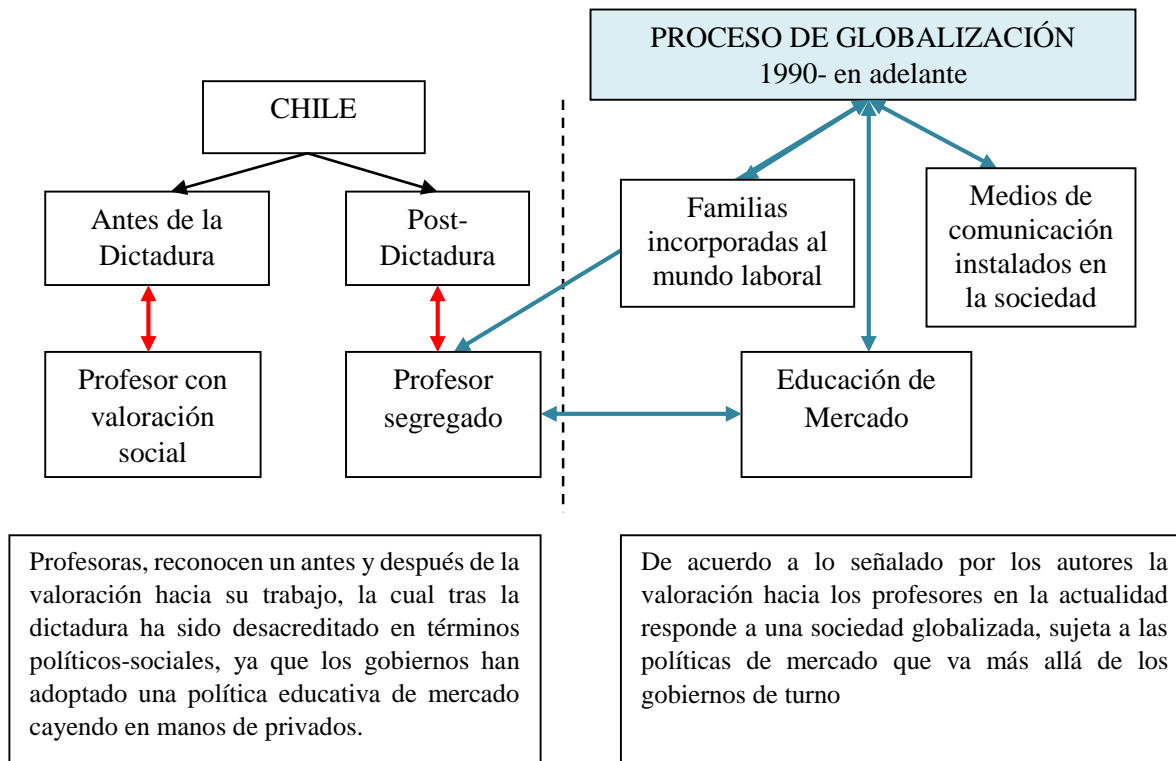 PROCESO DE GLOBALIZACIÓN
1990- en adelante
CHILE
Antes de la
Dictadura
Post-
Dictadura
Familias
incorporadas al
mundo laboral
Medios de
comunicación
instalados en
la sociedad
Profesor con
valoración
social
Profesor
segregado
Educación de
Mercado
Profesoras, reconocen un antes y después de la
valoración hacia su trabajo, la cual tras la
dictadura ha sido desacreditado en términos
políticos-sociales, ya que los gobiernos han
adoptado una política educativa de mercado
cayendo en manos de privados.
De acuerdo a lo señalado por los autores la
valoración hacia los profesores en la actualidad
responde a una sociedad globalizada, sujeta a las
políticas de mercado que va más allá de los
gobiernos de turno